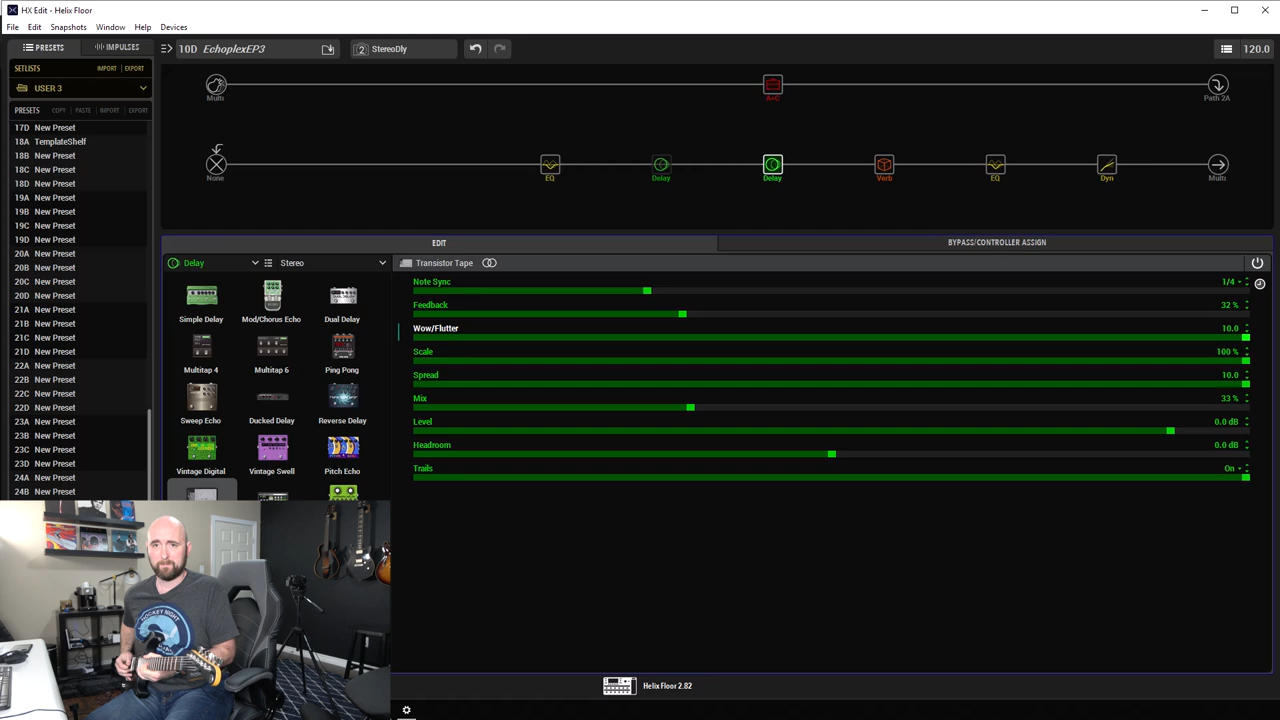 HX Edit - Helix Floor
File Edit Snapshots Window Help Devices
PRESETS IMPULSES
10D EchoplexEP3
2 StereoDly
120.0
SETLISTS IMPORT EXPORT
USER 3
PRESETS COPY PASTE IMPORT EXPORT
17D New Preset
18A TemplateShelf
18B New Preset
18C New Preset
18D New Preset
19A New Preset
19B New Preset
19C New Preset
19D New Preset
20A New Preset
20B New Preset
20C New Preset
20D New Preset
21A New Preset
21B New Preset
21C New Preset
21D New Preset
22A New Preset
22B New Preset
22C New Preset
22D New Preset
23A New Preset
23B New Preset
23C New Preset
23D New Preset
24A New Preset
24B New Preset
Multi A+C Path 2A
None EQ Delay Delay Verb EQ Dyn Multi
EDIT BYPASS/CONTROLLER ASSIGN
Delay Stereo
Simple Delay Mod/Chorus Echo Dual Delay
Multitap 4 Multitap 6 Ping Pong
Sweep Echo Ducked Delay Reverse Delay
Vintage Digital Vintage Swell Pitch Echo
Transistor Tape
Note Sync 1/4
Feedback 32 %
Wow/Flutter 10.0
Scale 100 %
Spread 10.0
Mix 33 %
Level 0.0 dB
Headroom 0.0 dB
Trails On
HOCKEY NIGHT
Helix Floor 2.82